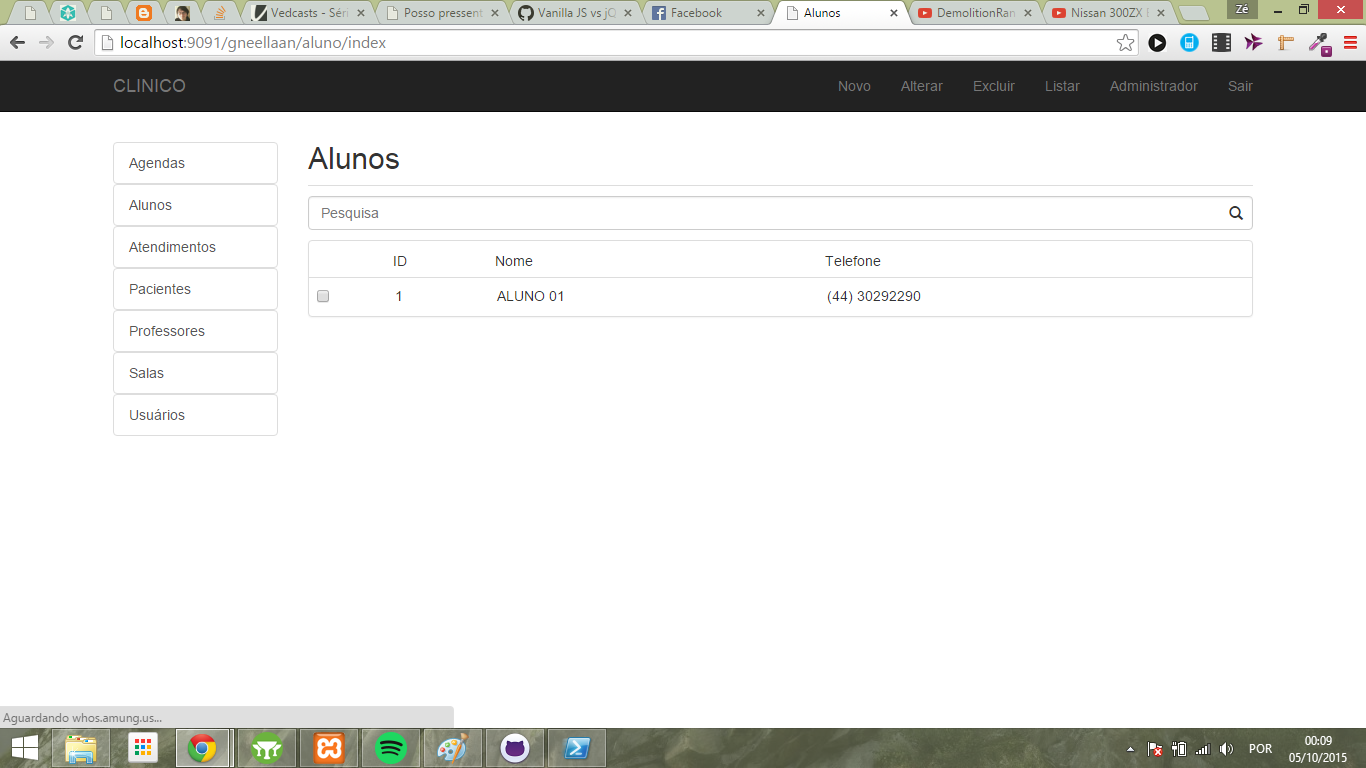 Vedcasts - Séri
Posso pressent
Vanilla JS vs jQ
Facebook
Alunos
DemolitionRan
Nissan 300ZX
Zé
localhost:9091/gneellaan/aluno/index
CLINICO
Novo
Alterar
Excluir
Listar
Administrador
Sair
Agendas
Alunos
Atendimentos
Pacientes
Professores
Salas
Usuários
Alunos
Pesquisa
ID Nome Telefone
1 ALUNO 01 (44) 30292290
Aguardando whos.amung.us...
POR
00:09
05/10/2015